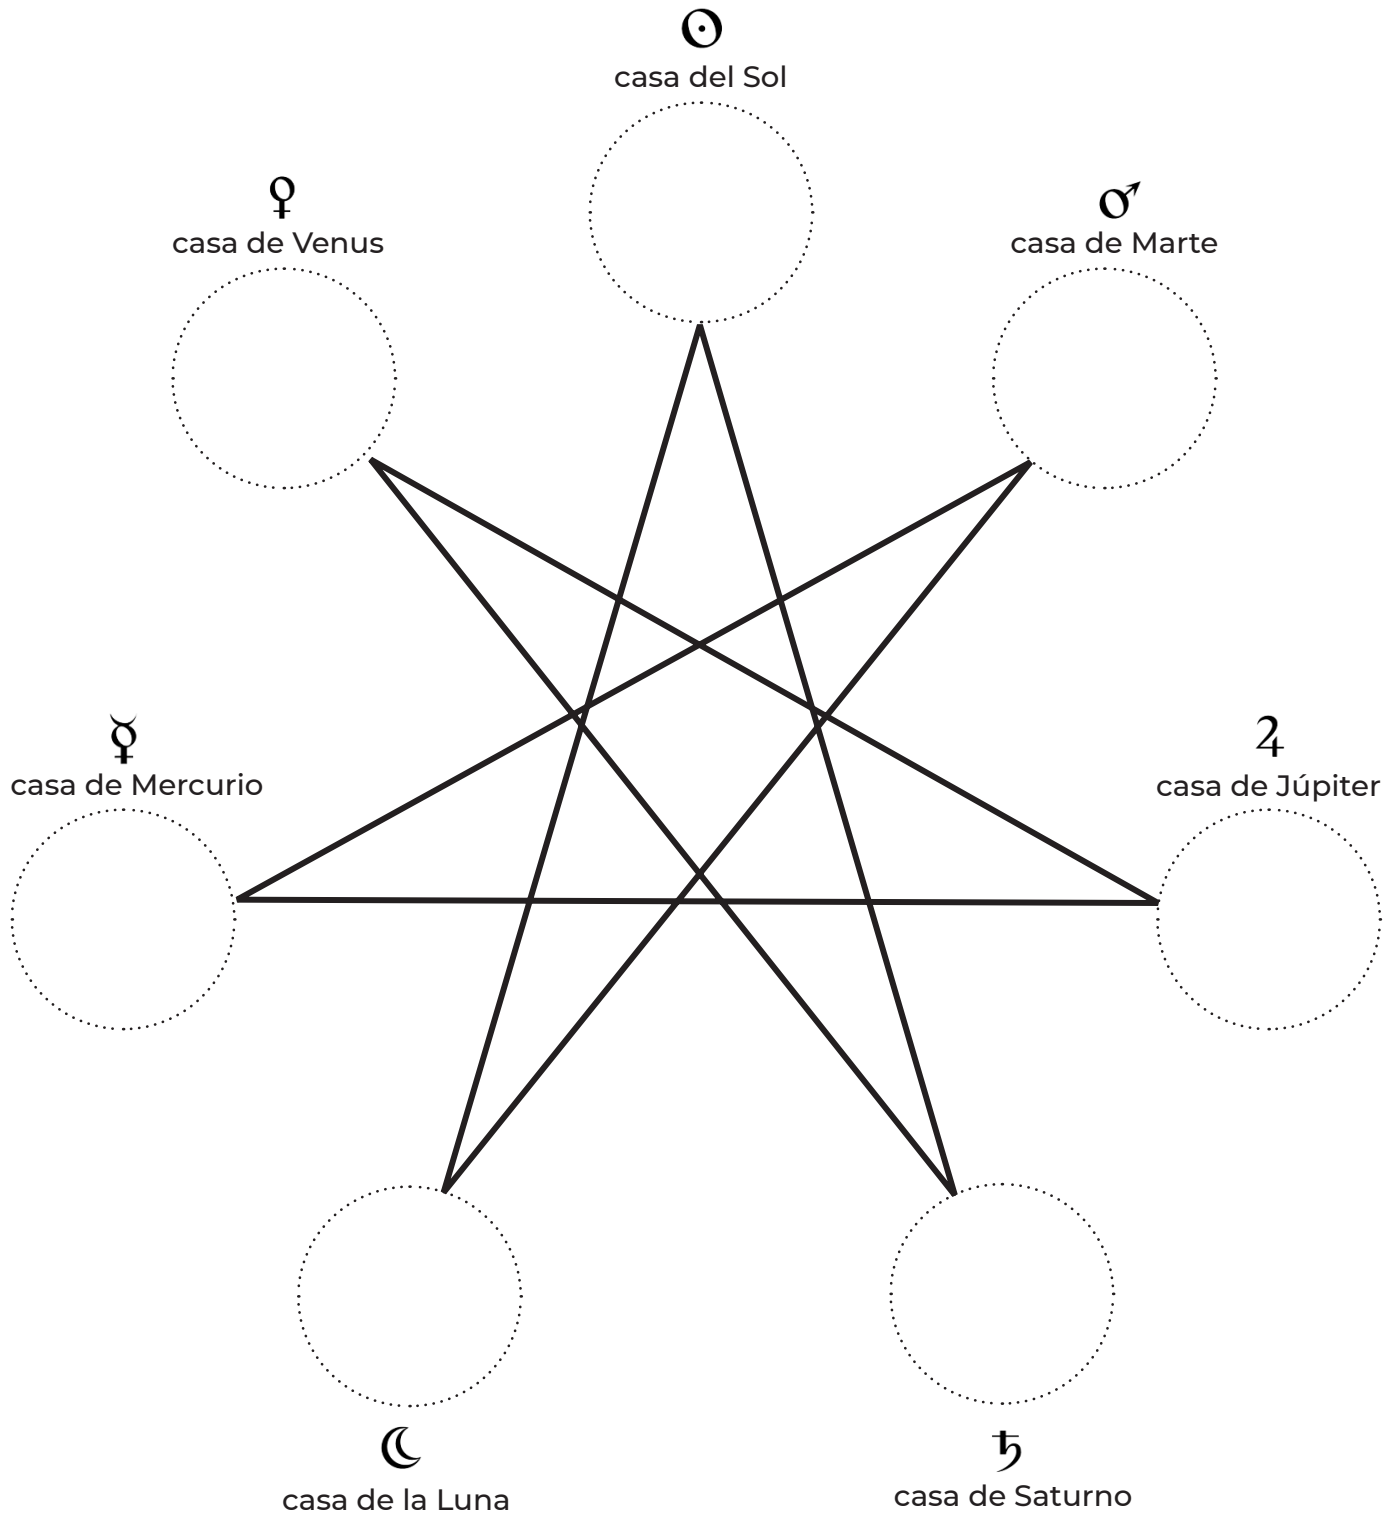 ☉
casa del Sol
♀
casa de Venus
♂
casa de Marte
☿
casa de Mercurio
♃
casa de Júpiter
☾
casa de la Luna
♄
casa de Saturno